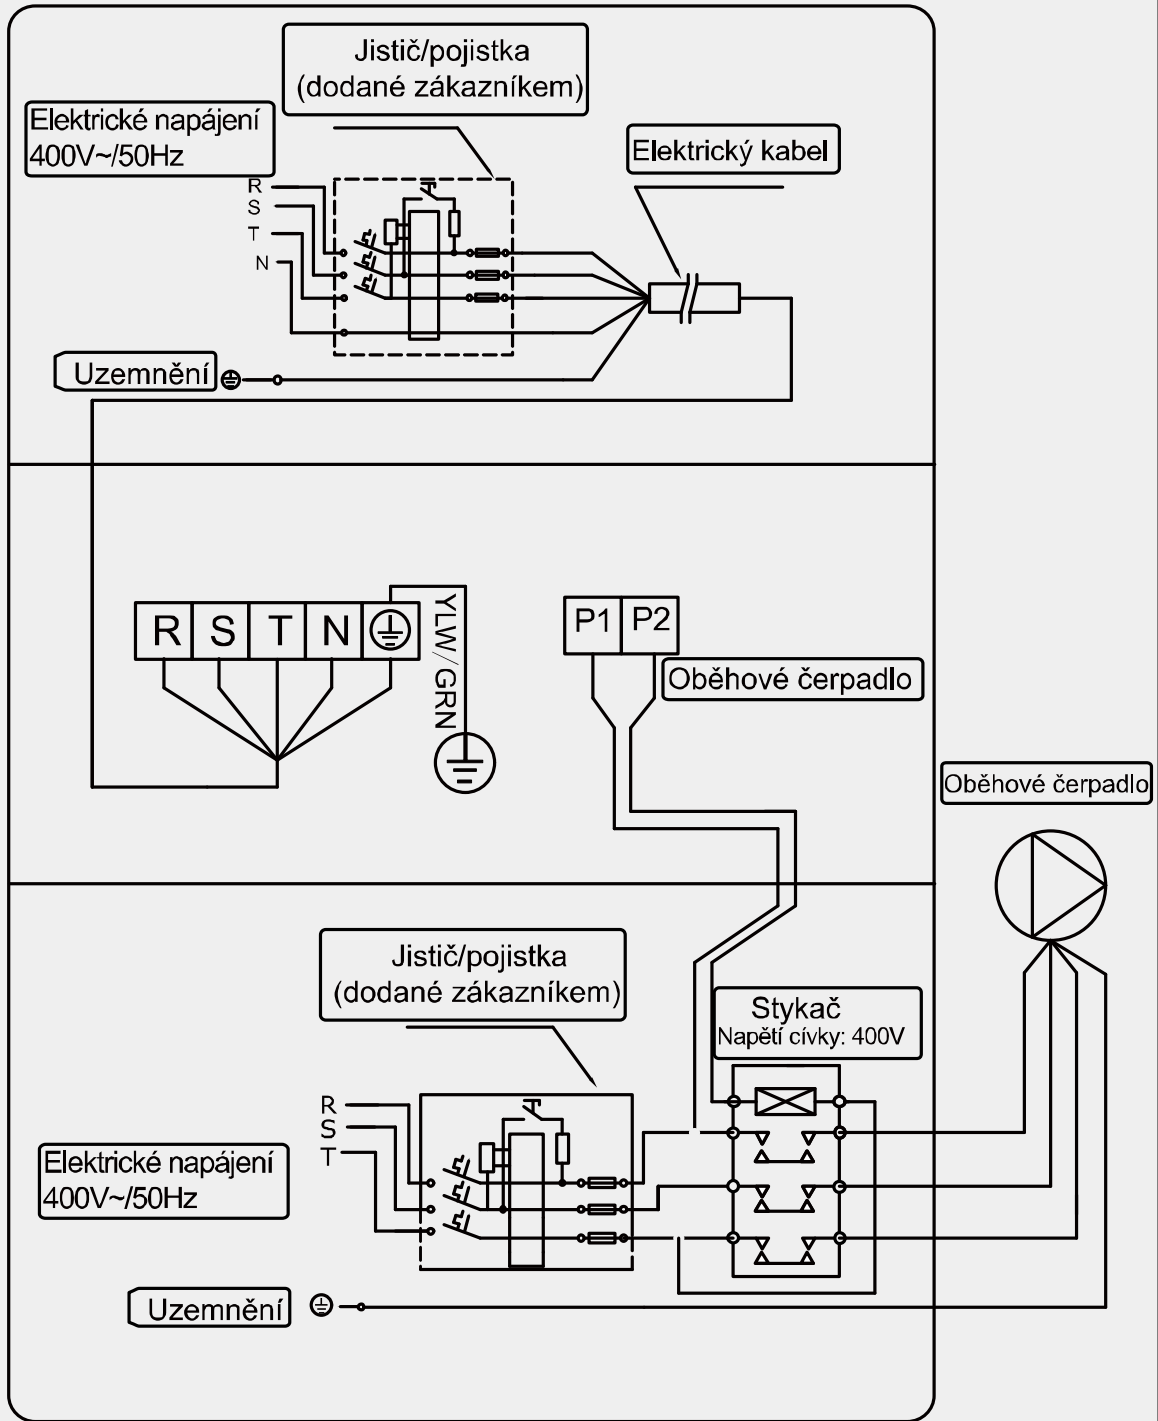 Jistič/pojistka
(dodané zákazníkem)
Elektrické napájení
400V~/50Hz
Elektrický kabel
R
S
T
N
Uzemnění
R S T N
YLW/GRN
P1 P2
Oběhové čerpadlo
Oběhové čerpadlo
Jistič/pojistka
(dodané zákazníkem)
Stykač
Napětí cívky: 400V
R
S
T
Elektrické napájení
400V~/50Hz
Uzemnění